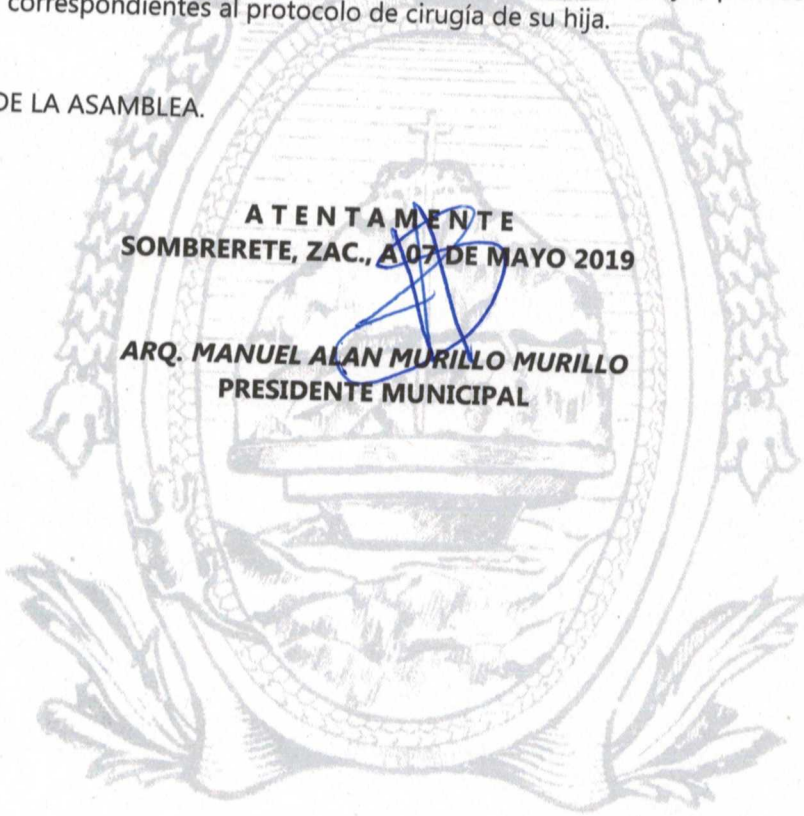 correspondientes al protocolo de cirugía de su hija.
DE LA ASAMBLEA.
A T E N T A M E N T E
SOMBRERETE, ZAC., A 07 DE MAYO 2019
ARQ. MANUEL ALAN MURILLO MURILLO
PRESIDENTE MUNICIPAL